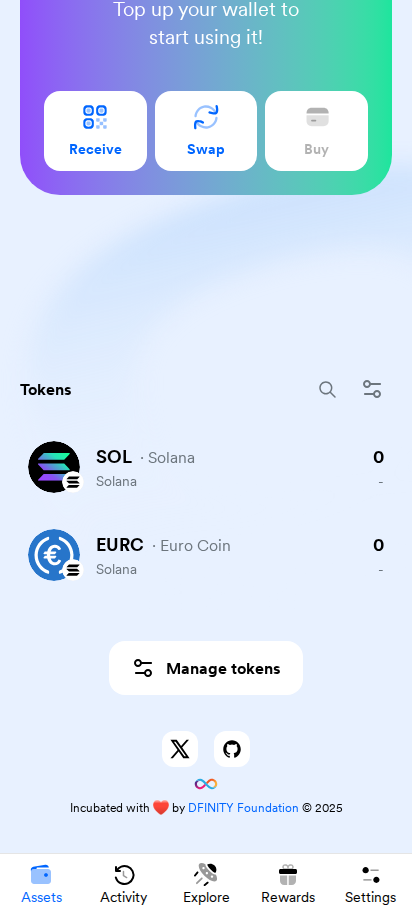 Top up your wallet to
start using it!
Receive
Swap
Buy
Tokens
SOL · Solana
0
Solana
-
EURC · Euro Coin
0
Solana
-
Manage tokens
Incubated with ❤️ by DFINITY Foundation © 2025
Assets
Activity
Explore
Rewards
Settings